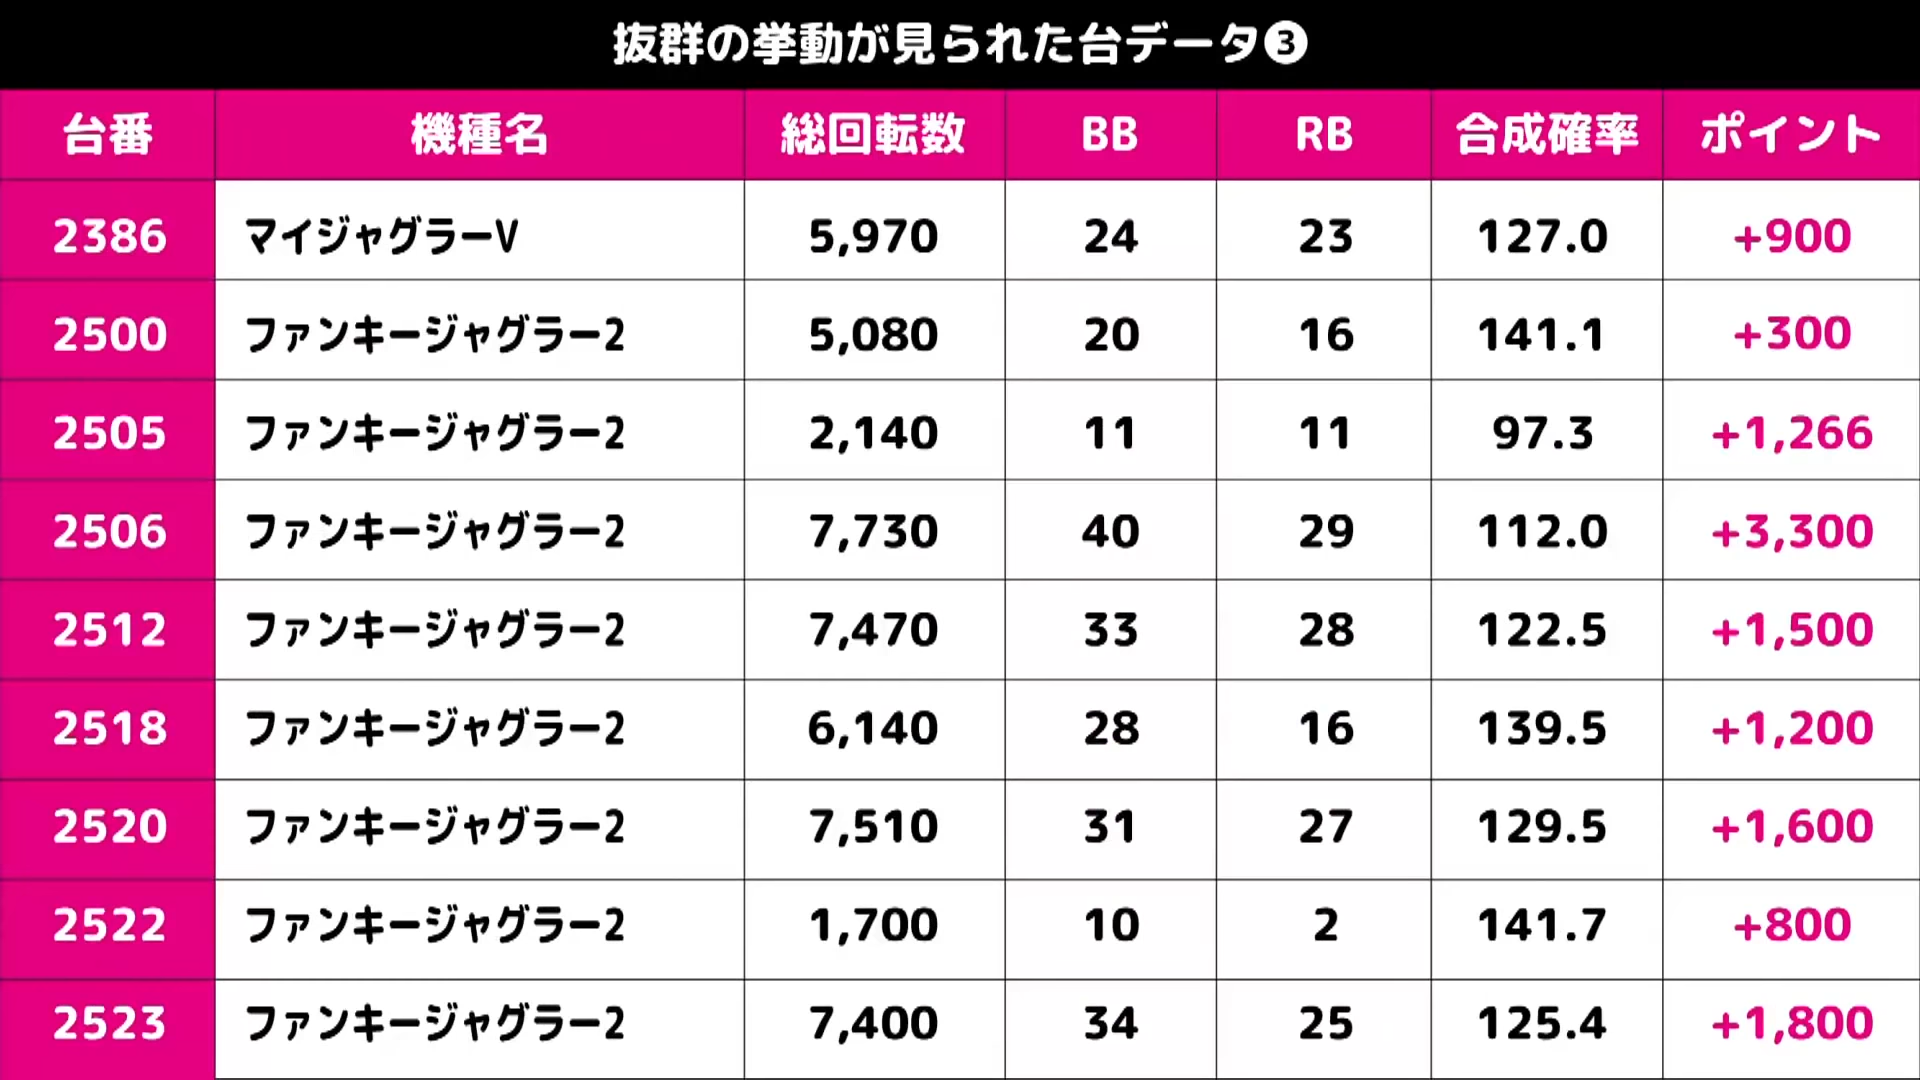 抜群の挙動が見られた台データ❸
台番 機種名 総回転数 BB RB 合成確率 ポイント
2386 マイジャグラーV 5,970 24 23 127.0 +900
2500 ファンキージャグラー2 5,080 20 16 141.1 +300
2505 ファンキージャグラー2 2,140 11 11 97.3 +1,266
2506 ファンキージャグラー2 7,730 40 29 112.0 +3,300
2512 ファンキージャグラー2 7,470 33 28 122.5 +1,500
2518 ファンキージャグラー2 6,140 28 16 139.5 +1,200
2520 ファンキージャグラー2 7,510 31 27 129.5 +1,600
2522 ファンキージャグラー2 1,700 10 2 141.7 +800
2523 ファンキージャグラー2 7,400 34 25 125.4 +1,800